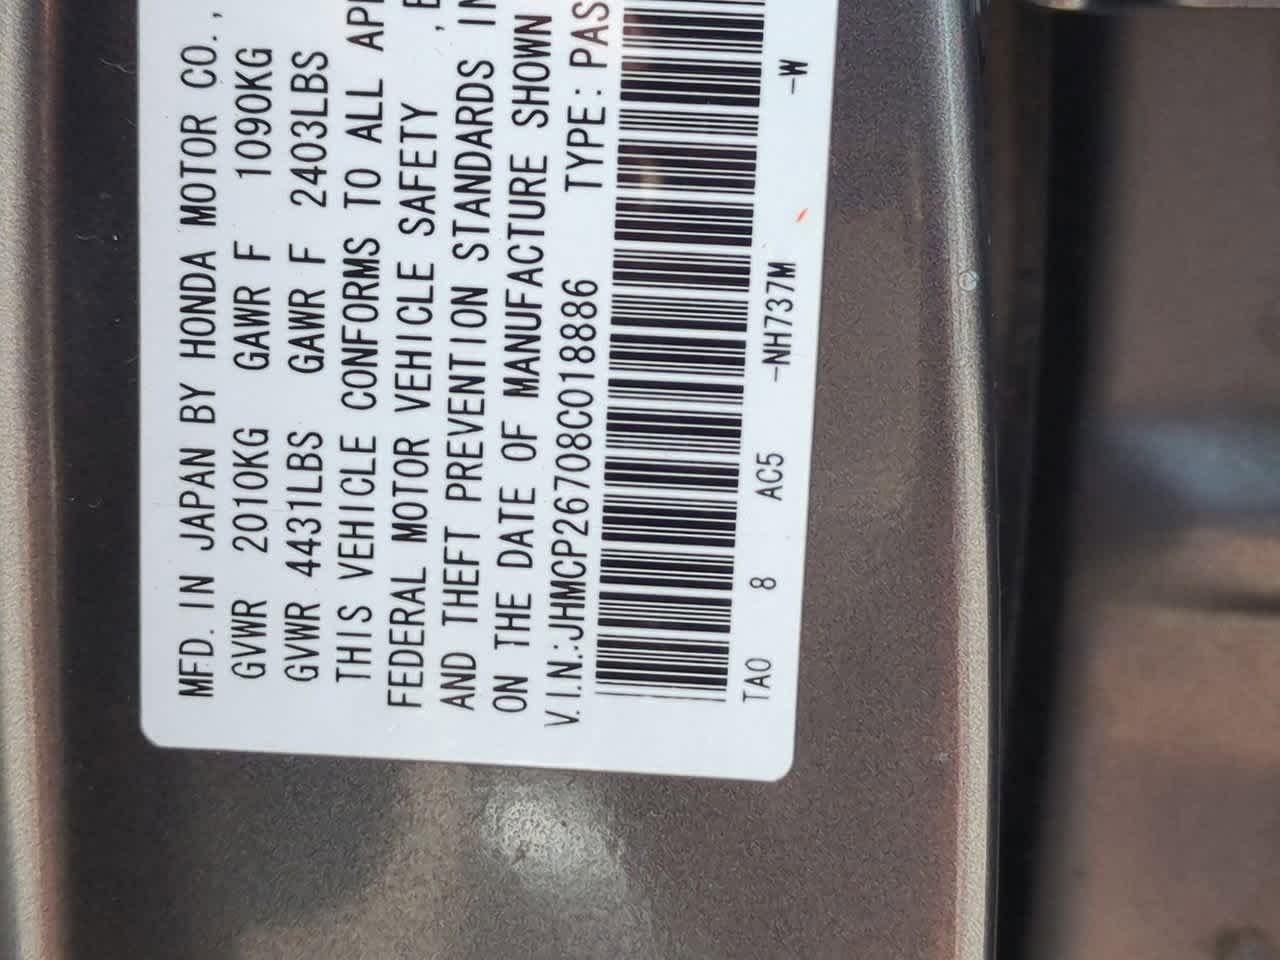 MFD. IN JAPAN BY HONDA MOTOR CO.,
GVWR 2010KG GAWR F 1090KG
GVWR 4431LBS GAWR F 2403LBS
THIS VEHICLE CONFORMS TO ALL
FEDERAL MOTOR VEHICLE SAFETY ,
AND THEFT PREVENTION STANDARDS
ON THE DATE OF MANUFACTURE SHOWN
V.I.N.:JHMCP26708C018886 TYPE: PAS
TA0 8 AC5 -NH737M -W